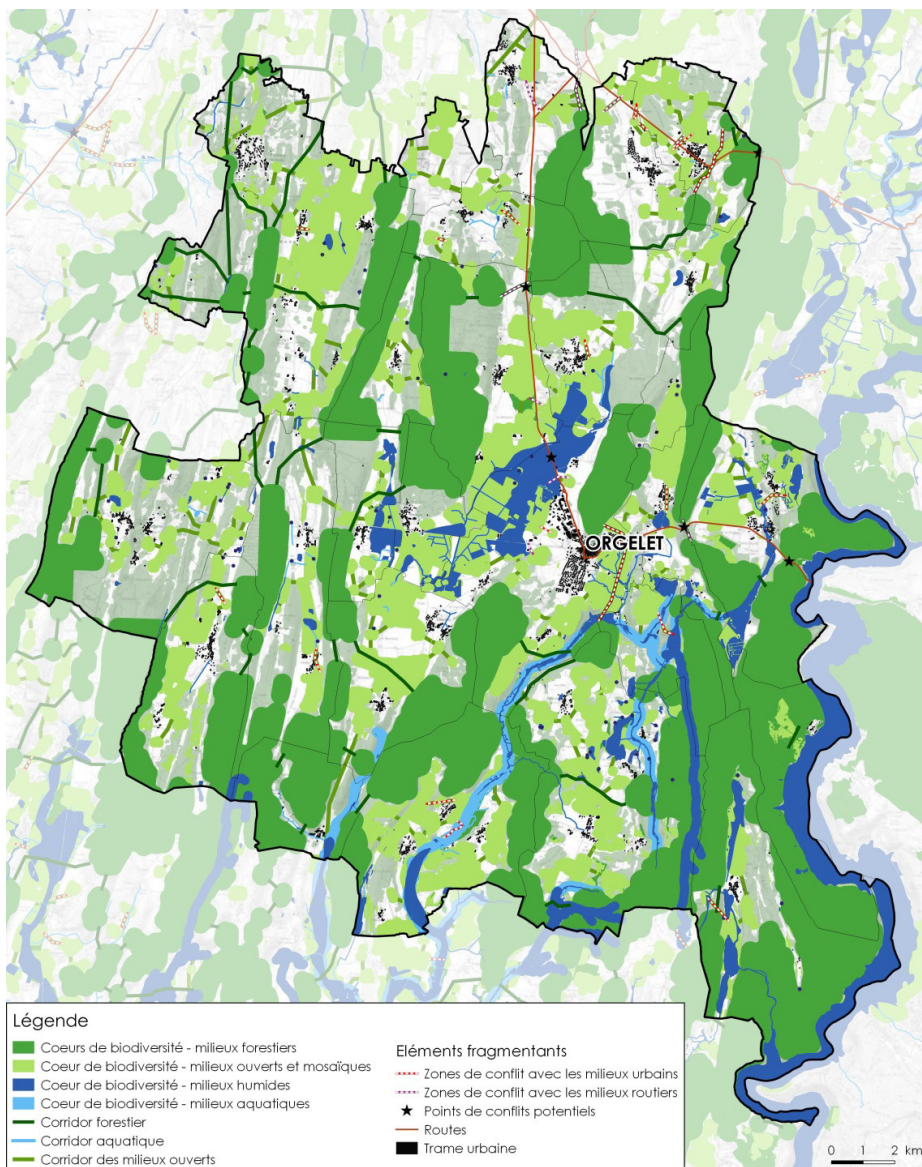 ORGELET
Légende
Coeurs de biodiversité - milieux forestiers
Coeur de biodiversité - milieux ouverts et mosaïques
Coeur de biodiversité - milieux humides
Coeur de biodiversité - milieux aquatiques
Corridor forestier
Corridor aquatique
Corridor des milieux ouverts
Eléments fragmentants
Zones de conflit avec les milieux urbains
Zones de conflit avec les milieux routiers
Points de conflits potentiels
Routes
Trame urbaine
0 1 2 km